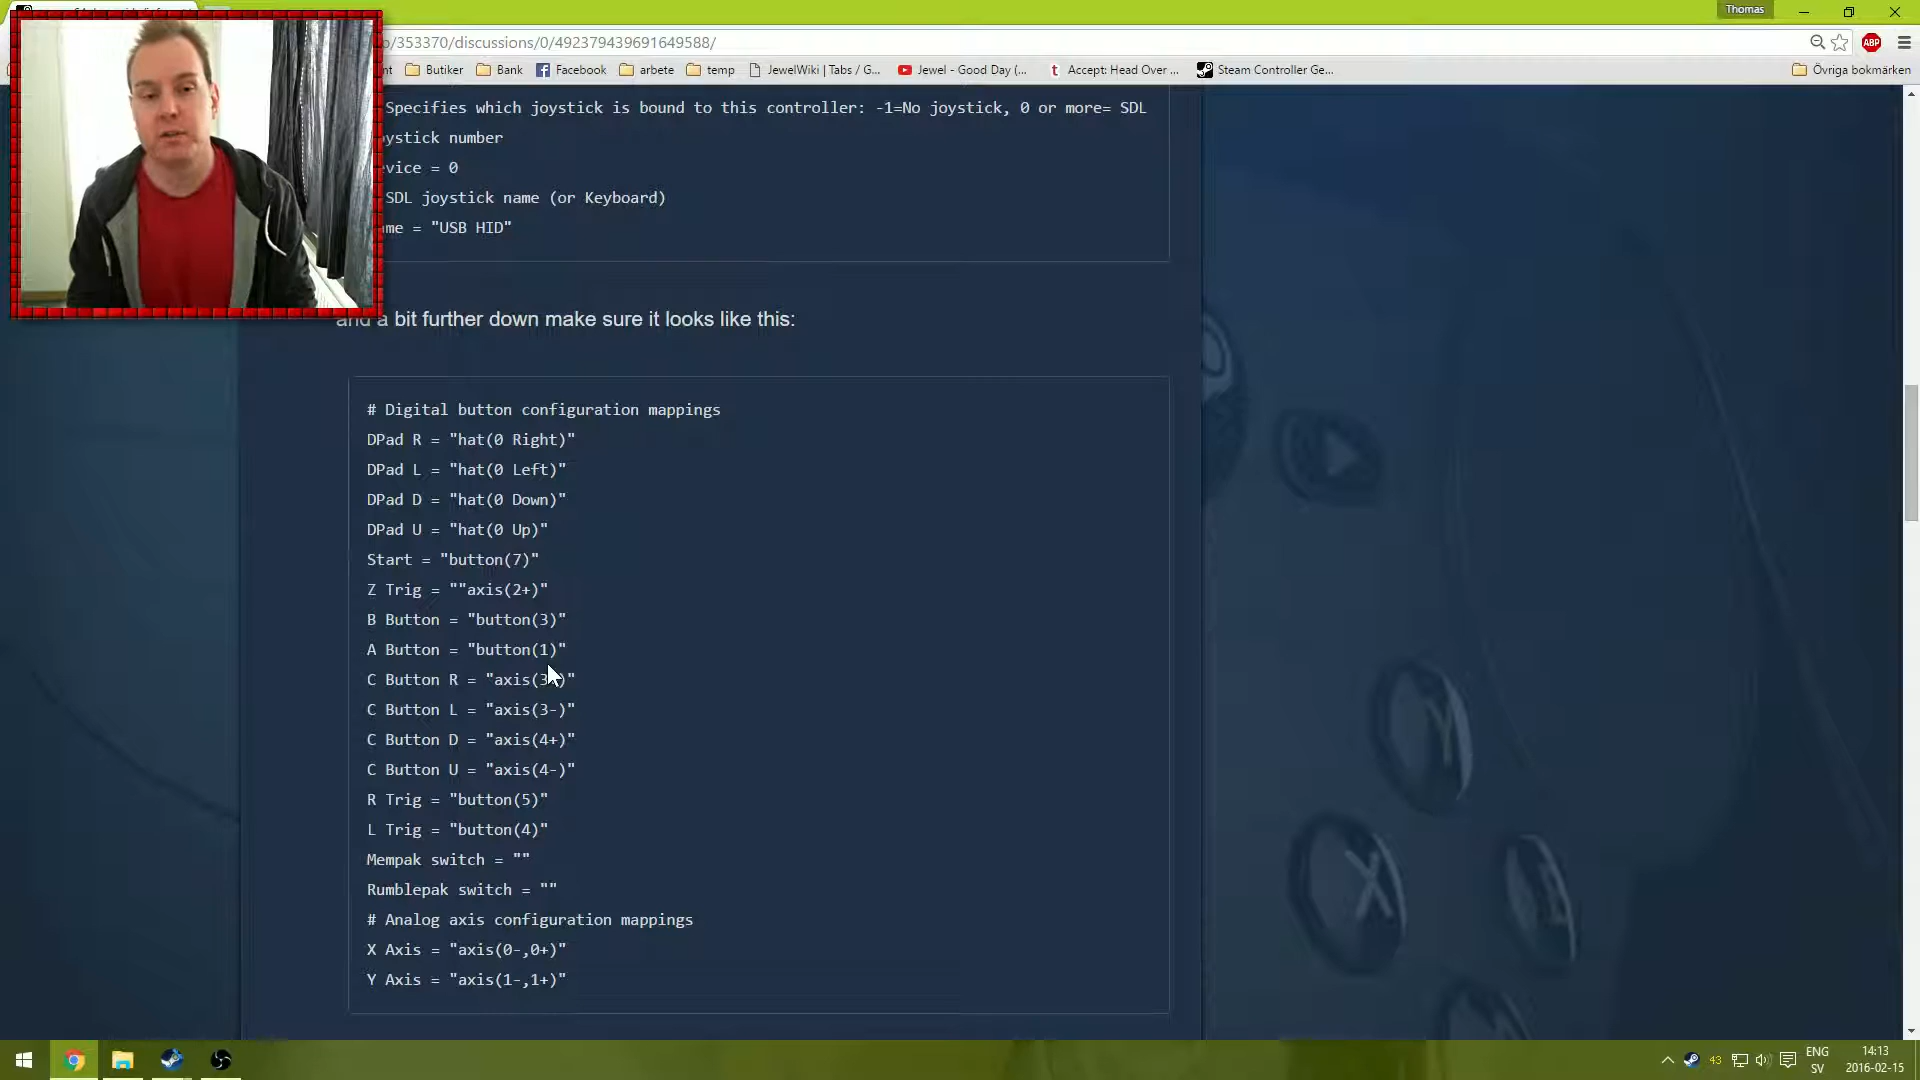 Thomas
/353370/discussions/0/492379439691649588/
ABP
Butiker
Bank
Facebook
arbete
temp
JewelWiki | Tabs / G...
Jewel - Good Day (...
Accept: Head Over ...
Steam Controller Ge...
Övriga bokmärken
Specifies which joystick is bound to this controller: -1=No joystick, 0 or more= SDL
ystick number
evice = 0
SDL joystick name (or Keyboard)
me = "USB HID"
and a bit further down make sure it looks like this:
# Digital button configuration mappings
DPad R = "hat(0 Right)"
DPad L = "hat(0 Left)"
DPad D = "hat(0 Down)"
DPad U = "hat(0 Up)"
Start = "button(7)"
Z Trig = ""axis(2+)"
B Button = "button(3)"
A Button = "button(1)"
C Button R = "axis(3 )"
C Button L = "axis(3-)"
C Button D = "axis(4+)"
C Button U = "axis(4-)"
R Trig = "button(5)"
L Trig = "button(4)"
Mempak switch = ""
Rumblepak switch = ""
# Analog axis configuration mappings
X Axis = "axis(0-,0+)"
Y Axis = "axis(1-,1+)"
Y
X
43
ENG
SV
14:13
2016-02-15